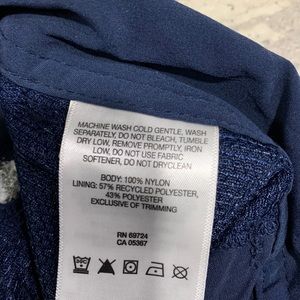 MACHINE WASH COLD GENTLE, WASH
SEPARATELY, DO NOT BLEACH, TUMBLE
DRY LOW, REMOVE PROMPTLY, IRON
LOW, DO NOT USE FABRIC
SOFTENER, DO NOT DRYCLEAN
BODY: 100% NYLON
LINING: 57% RECYCLED POLYESTER,
43% POLYESTER
EXCLUSIVE OF TRIMMING
RN 69724
CA 05367